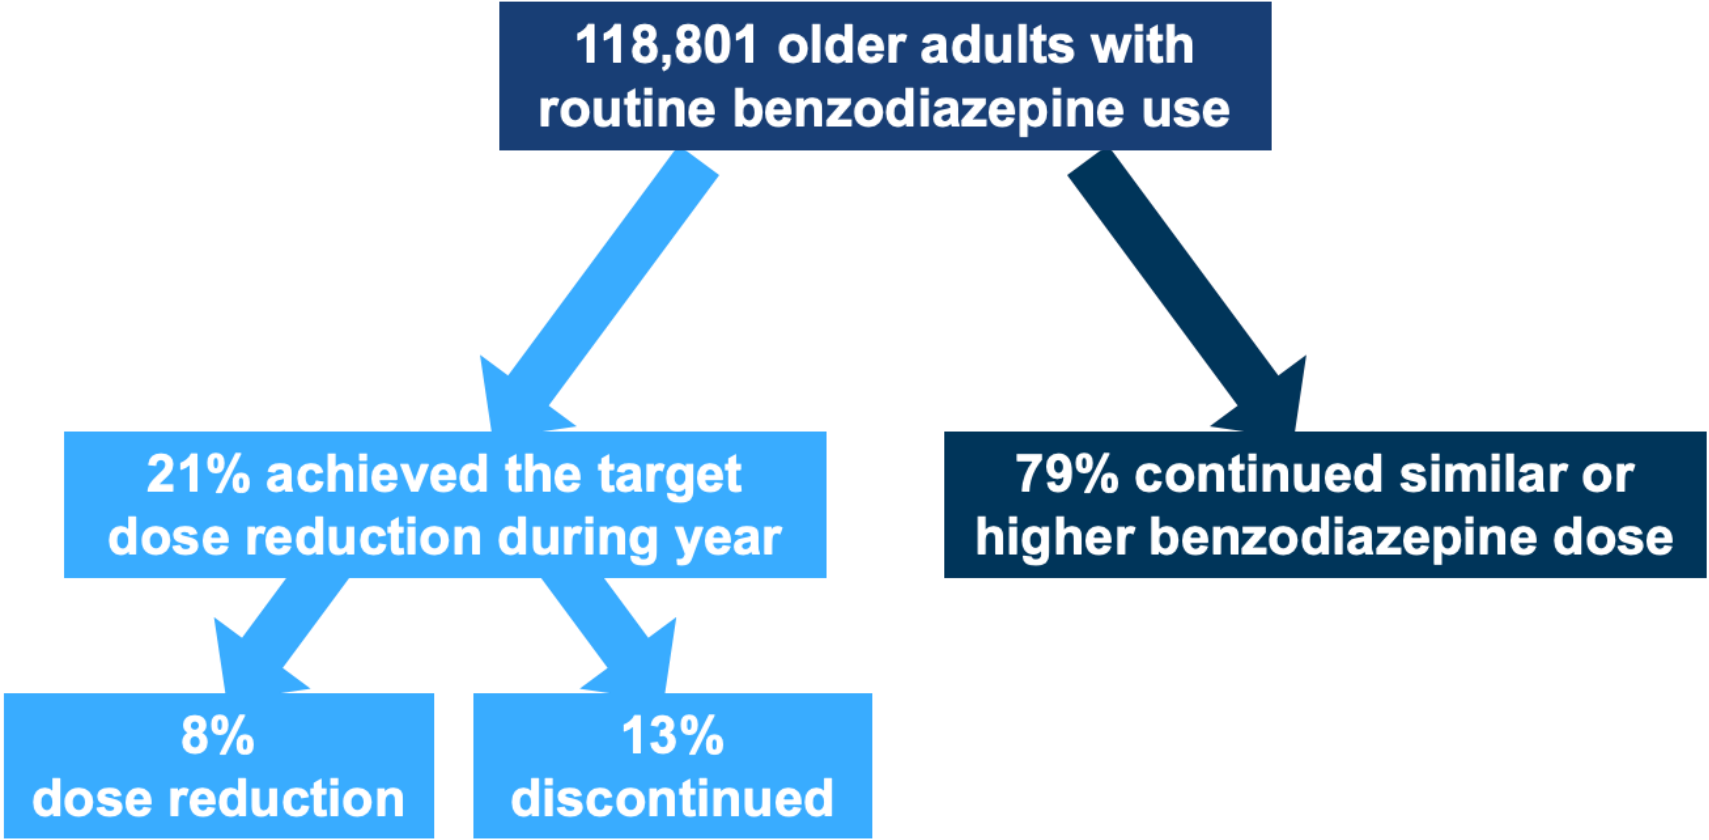 118,801 older adults with
routine benzodiazepine use
21% achieved the target
dose reduction during year
79% continued similar or
higher benzodiazepine dose
8%
dose reduction
13%
discontinued